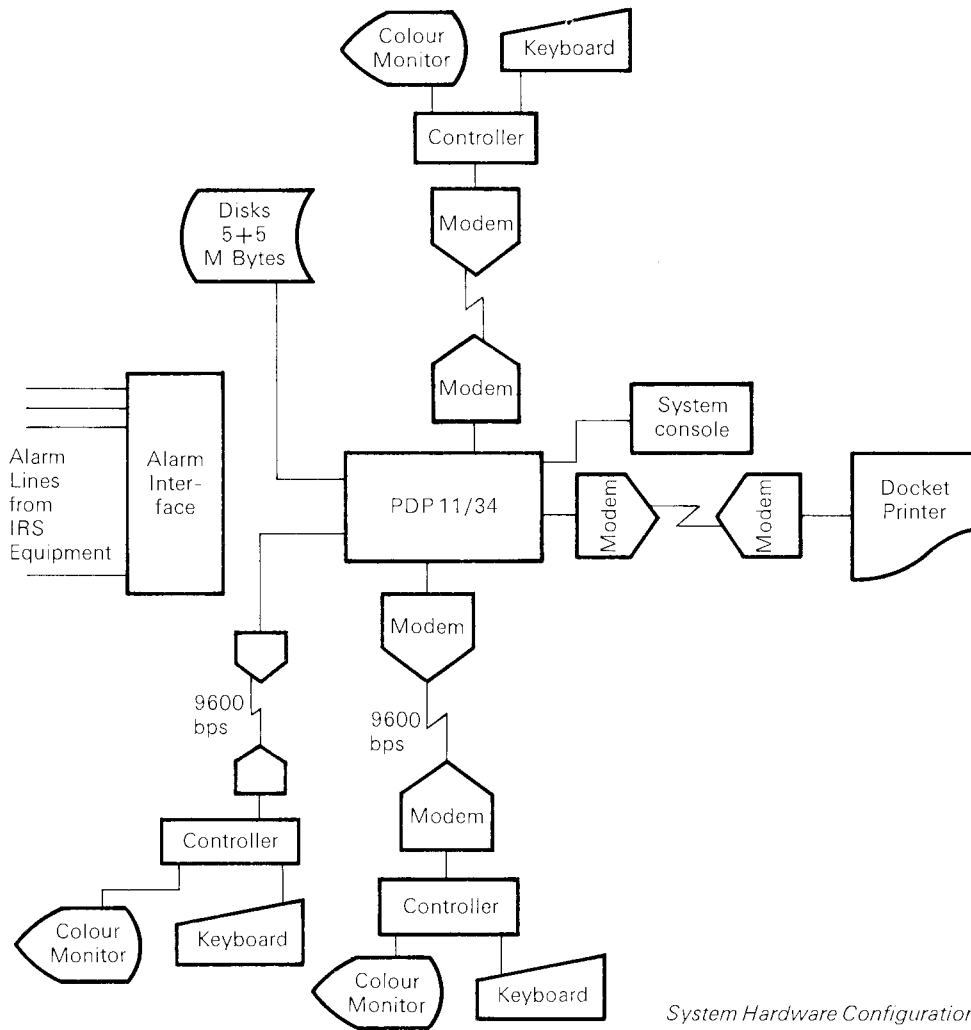 Colour
Monitor
Keyboard
Controller
Modem
Disks
5+5
M Bytes
Modem
System
console
Alarm
Lines
from
IRS
Equipment
Alarm
Inter-
face
PDP 11/34
Modem
Modem
Docket
Printer
Modem
9600
bps
9600
bps
Modem
Controller
Controller
Colour
Monitor
Keyboard
Colour
Monitor
Keyboard
System Hardware Configuration